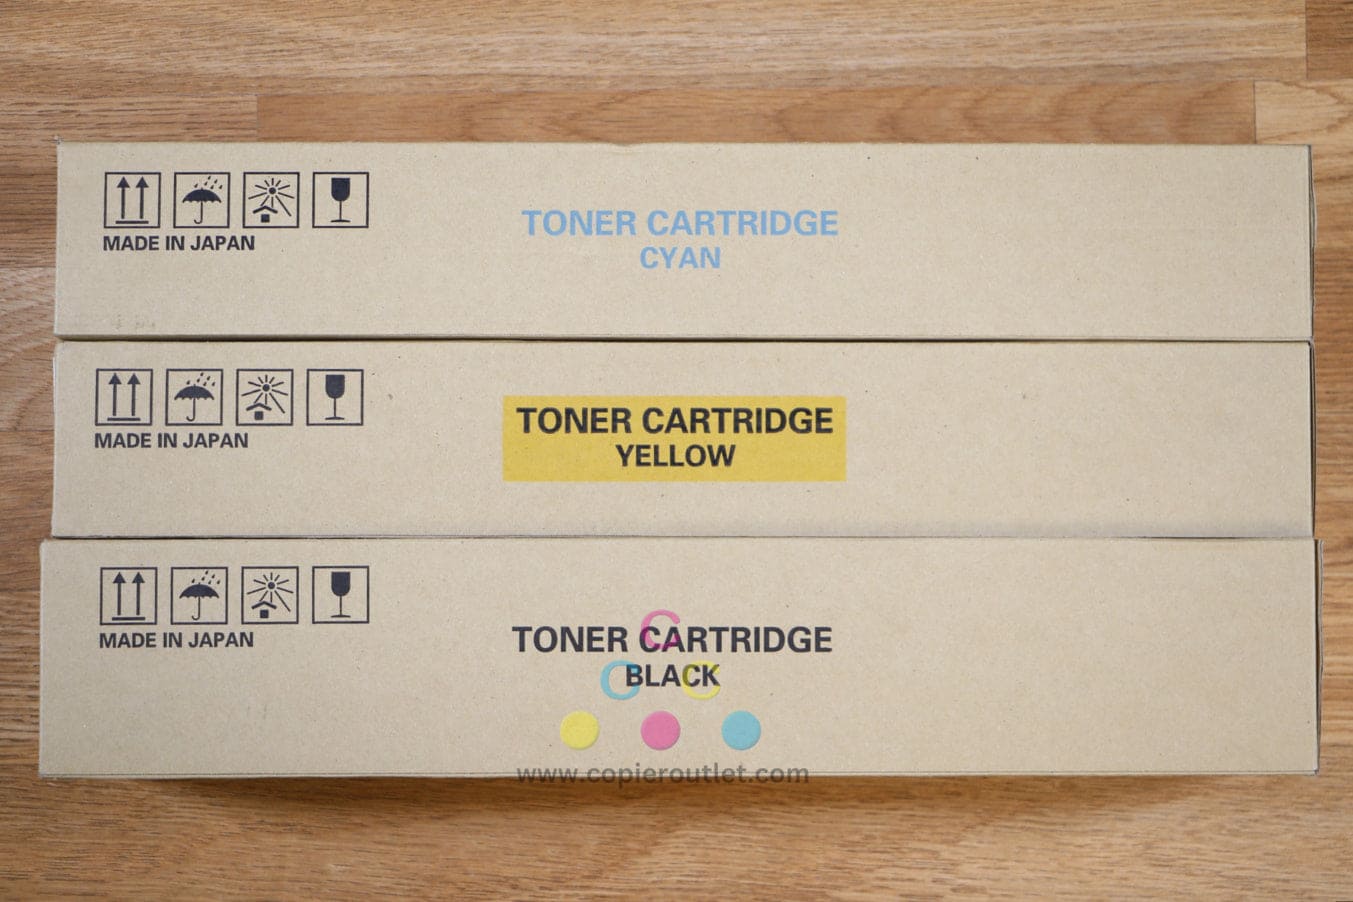 MADE IN JAPAN
TONER CARTRIDGE
CYAN
MADE IN JAPAN
TONER CARTRIDGE
YELLOW
MADE IN JAPAN
TONER CARTRIDGE
BLACK
C
C C
www.copieroutlet.com